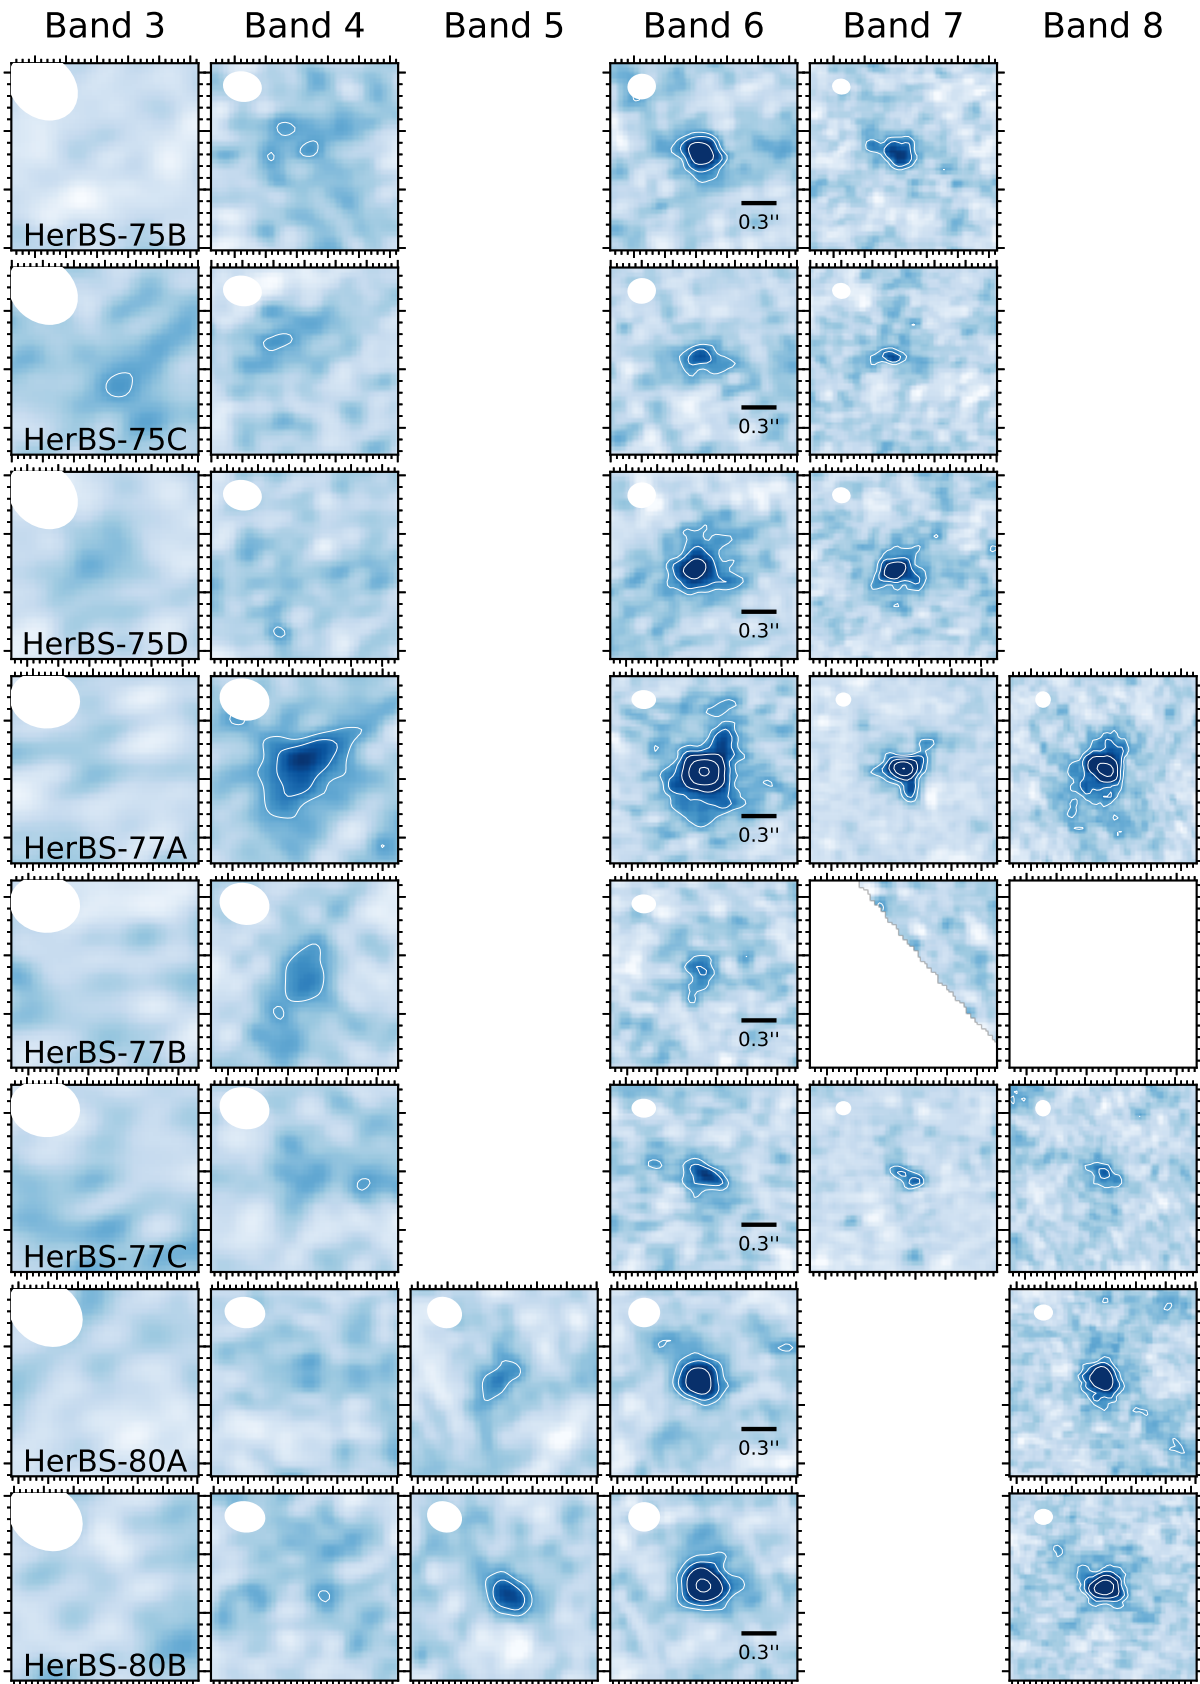 Band 3 Band 4 Band 5 Band 6 Band 7 Band 8
HerBS-75B
0.3''
HerBS-75C
0.3''
HerBS-75D
0.3''
HerBS-77A
0.3''
HerBS-77B
0.3''
HerBS-77C
0.3''
HerBS-80A
0.3''
HerBS-80B
0.3''